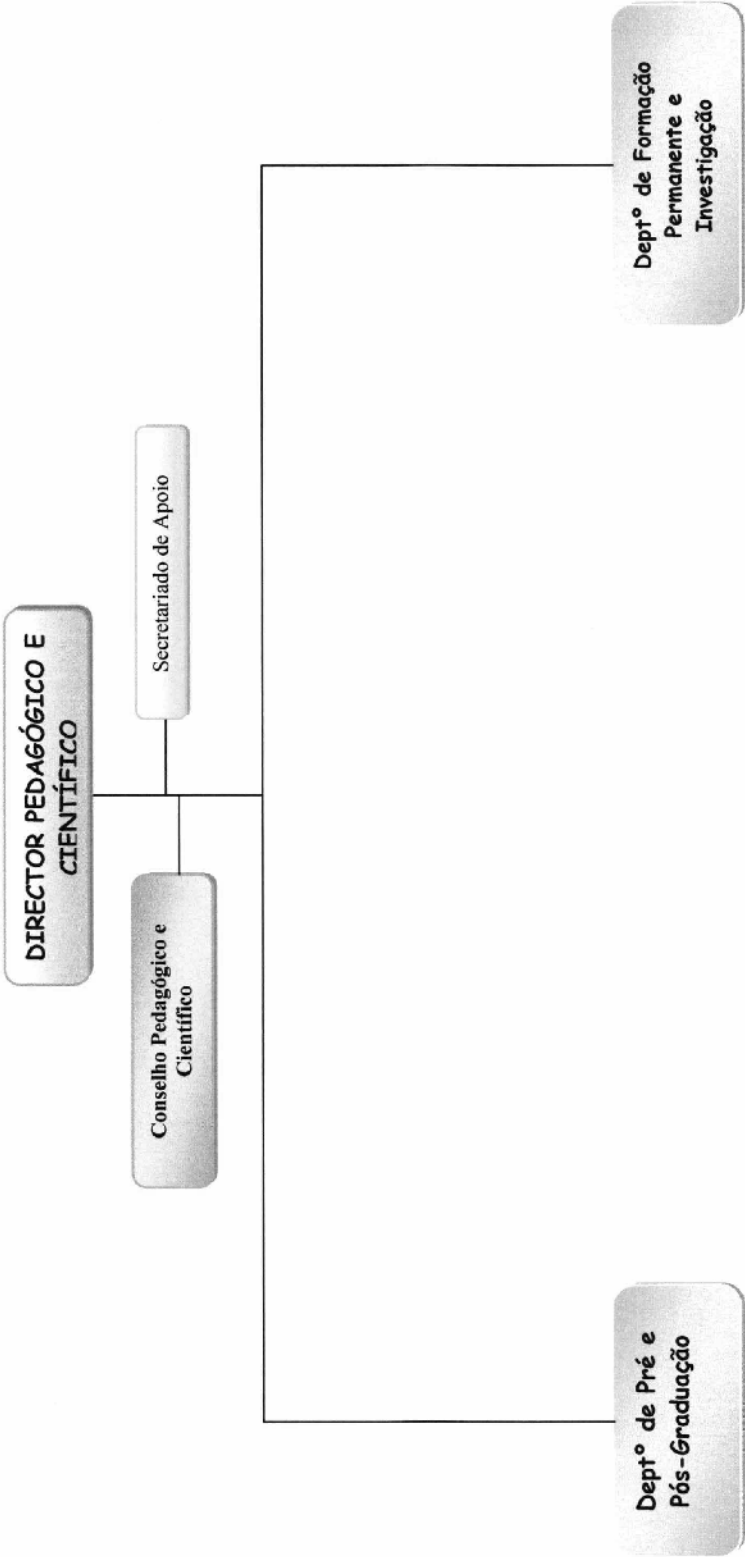 DIRECTOR PEDAGÓGICO E
CIENTÍFICO
Conselho Pedagógico e
Científico
Secretariado de Apoio
Deptº de Pré e
Pós-Graduação
Deptº de Formação
Permanente e
Investigação